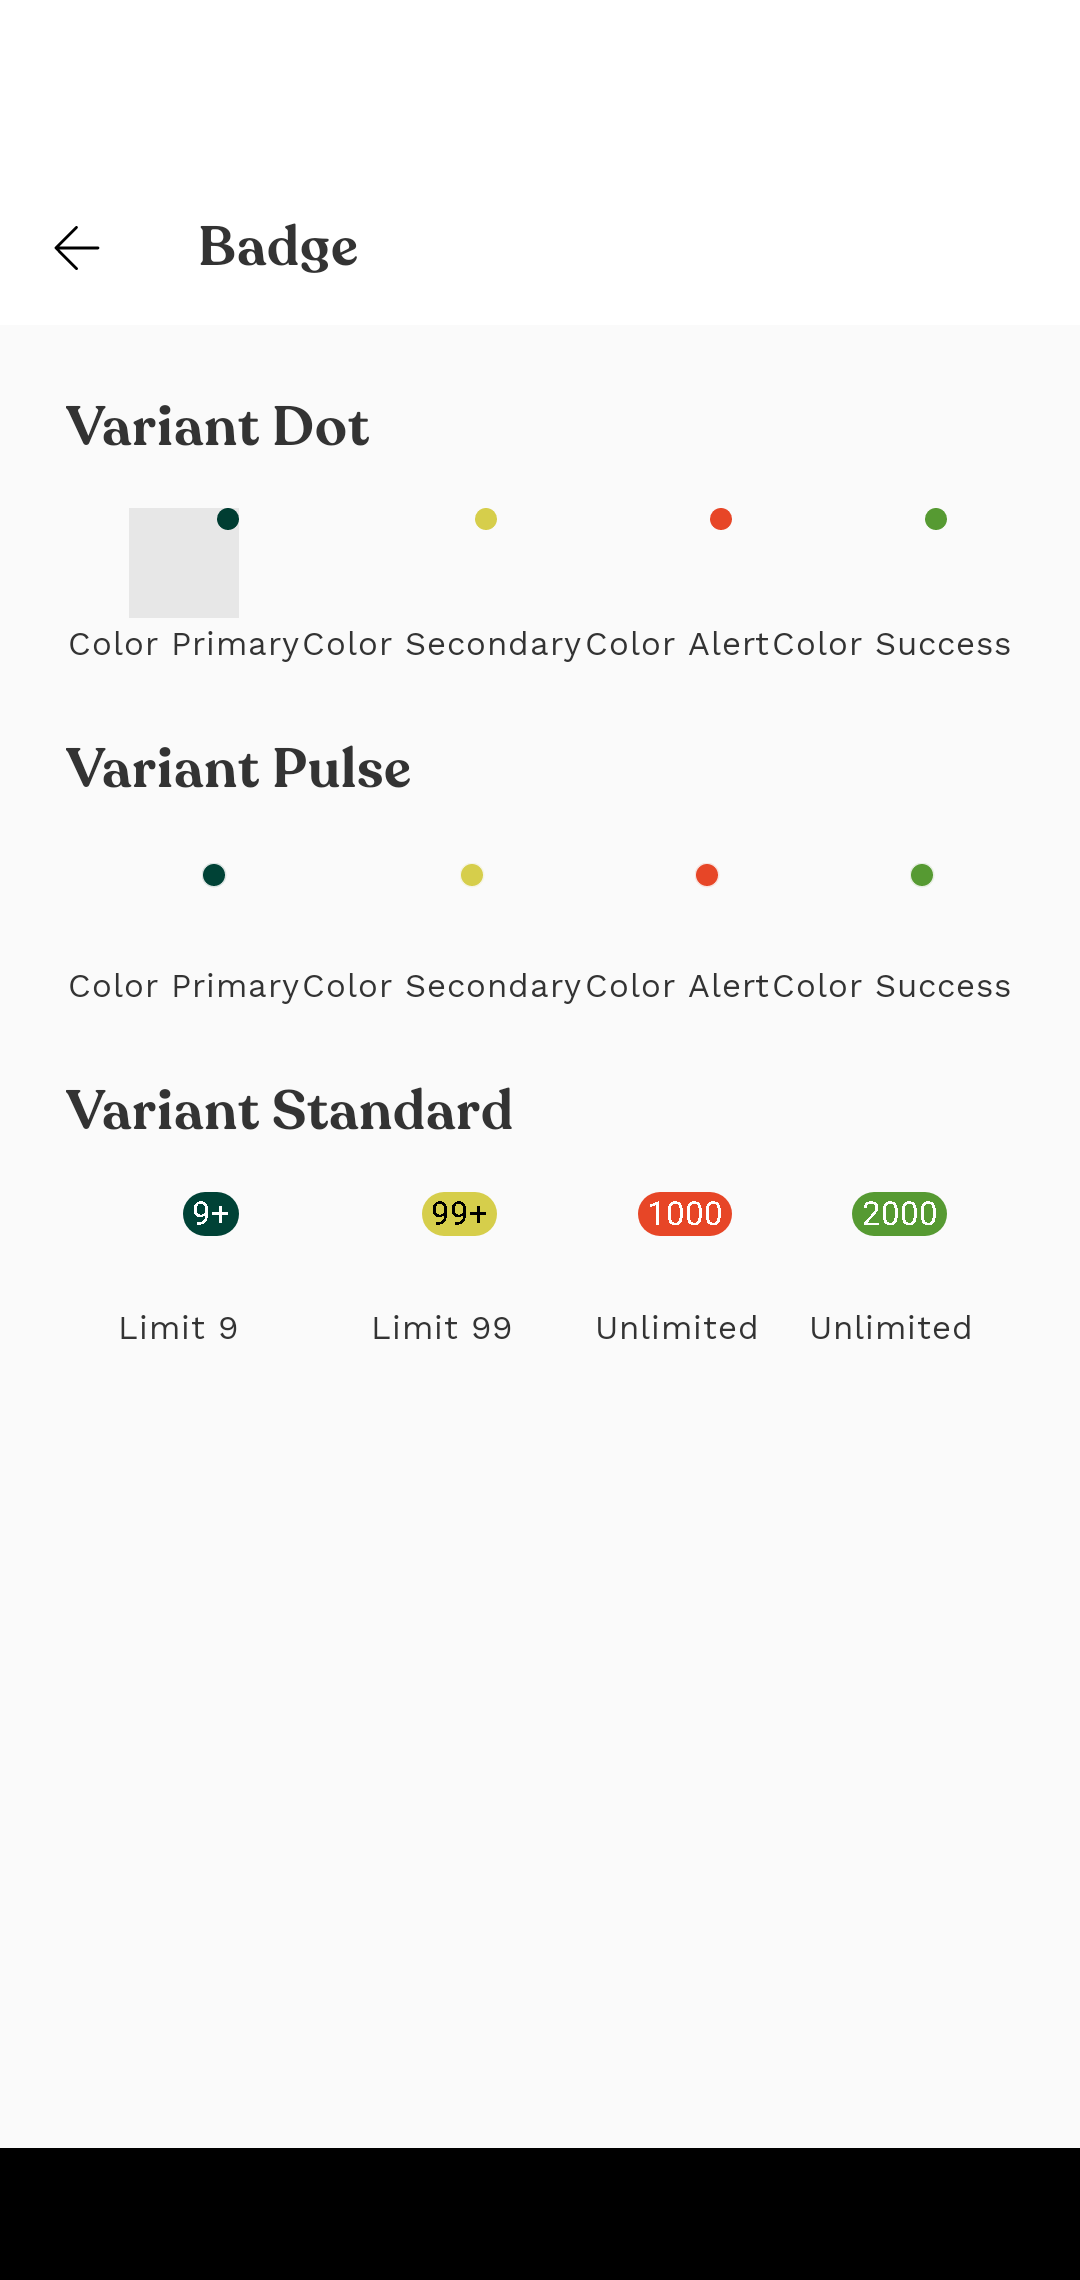 Badge
Variant Dot
Color Primary Color Secondary Color Alert Color Success
Variant Pulse
Color Primary Color Secondary Color Alert Color Success
Variant Standard
9+ 99+ 1000 2000
Limit 9 Limit 99 Unlimited Unlimited